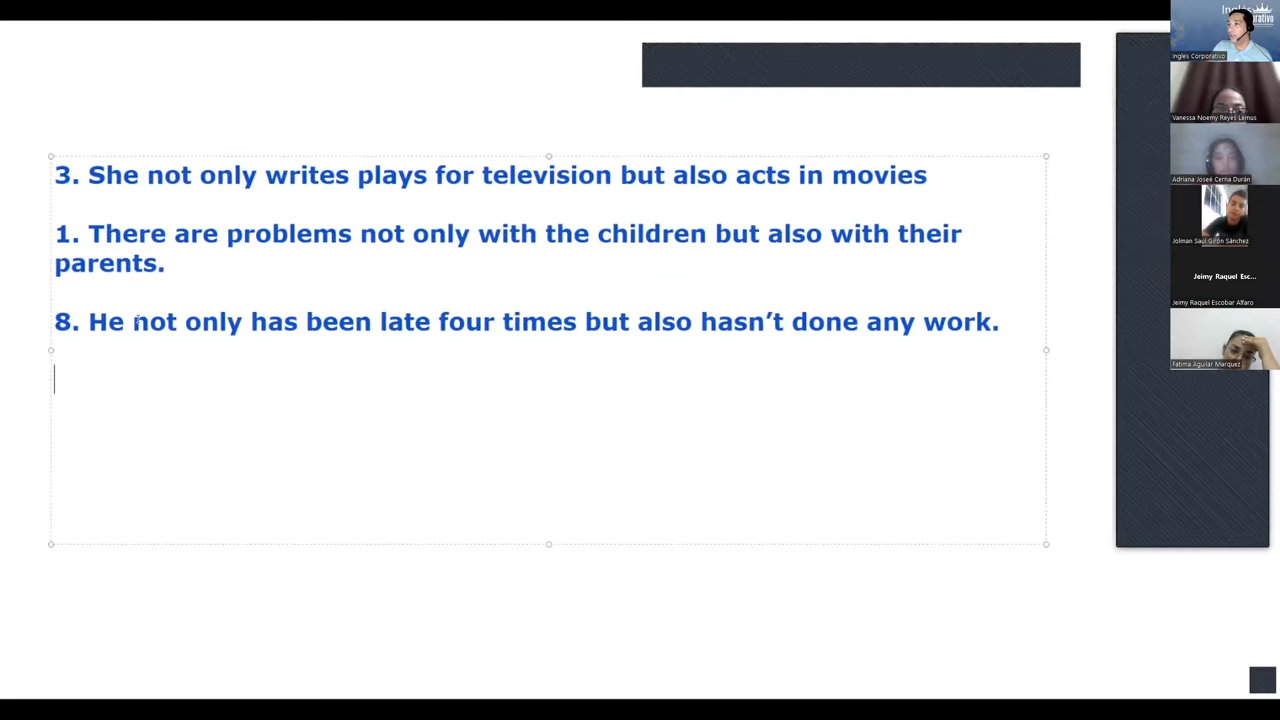 3. She not only writes plays for television but also acts in movies
1. There are problems not only with the children but also with their
parents.
8. He not only has been late four times but also hasn't done any work.
Ingles Corporativo
Vanessa Noemy Reyes Lemus
Adriana Joseé Cerna Durán
Jolman Saúl Girón Sánchez
Jeimy Raquel Esc...
Jeimy Raquel Escobar Alfaro
Fatima Aguilar Marquez